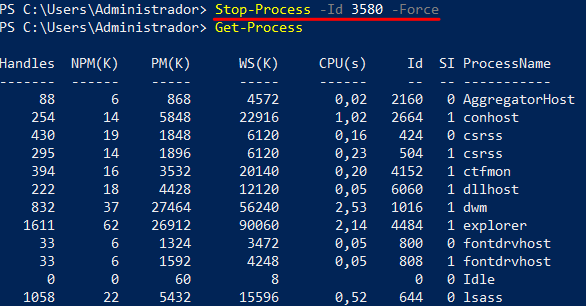 PS C:\Users\Administrador> Stop-Process -Id 3580 -Force
PS C:\Users\Administrador> Get-Process
Handles NPM(K) PM(K) WS(K) CPU(s) Id SI ProcessName
------- ------ ----- ----- ------ -- -- -----------
88 6 868 4572 0,02 2160 0 AggregatorHost
254 14 5848 22916 1,02 2664 1 conhost
430 19 1848 6120 0,16 424 0 csrss
295 14 1896 6120 0,23 504 1 csrss
394 16 3532 20140 0,20 4152 1 ctfmon
222 18 4428 12120 0,05 6060 1 dllhost
832 37 27464 56240 2,53 1016 1 dwm
1611 62 26912 90060 2,14 4484 1 explorer
33 6 1324 3472 0,05 800 0 fontdrvhost
33 6 1592 4248 0,05 808 1 fontdrvhost
0 0 60 8 0 0 Idle
1058 22 5432 15596 0,52 644 0 lsass